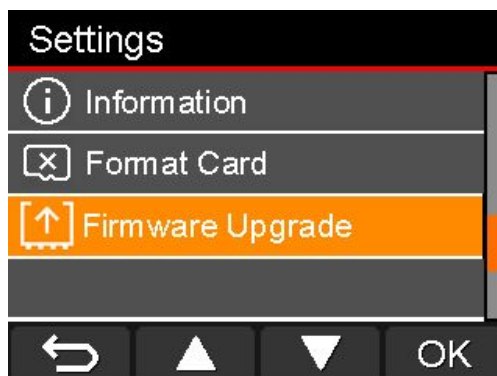 Settings
Information
Format Card
Firmware Upgrade
OK